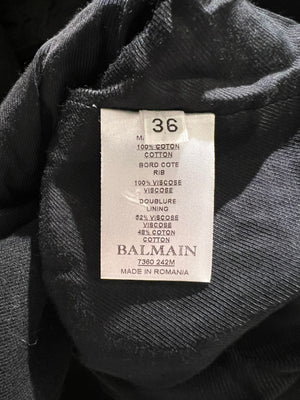 36
100% COTON
COTTON
BORD COTE
RIB
100% VISCOSE
VISCOSE
DOUBLURE
LINING
52% VISCOSE
VISCOSE
48% COTON
COTTON
BALMAIN
7360 242M
MADE IN ROMANIA